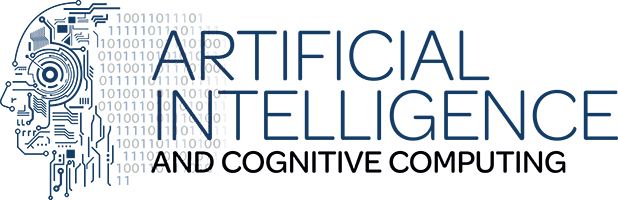 ARTIFICIAL
INTELLIGENCE
AND COGNITIVE COMPUTING